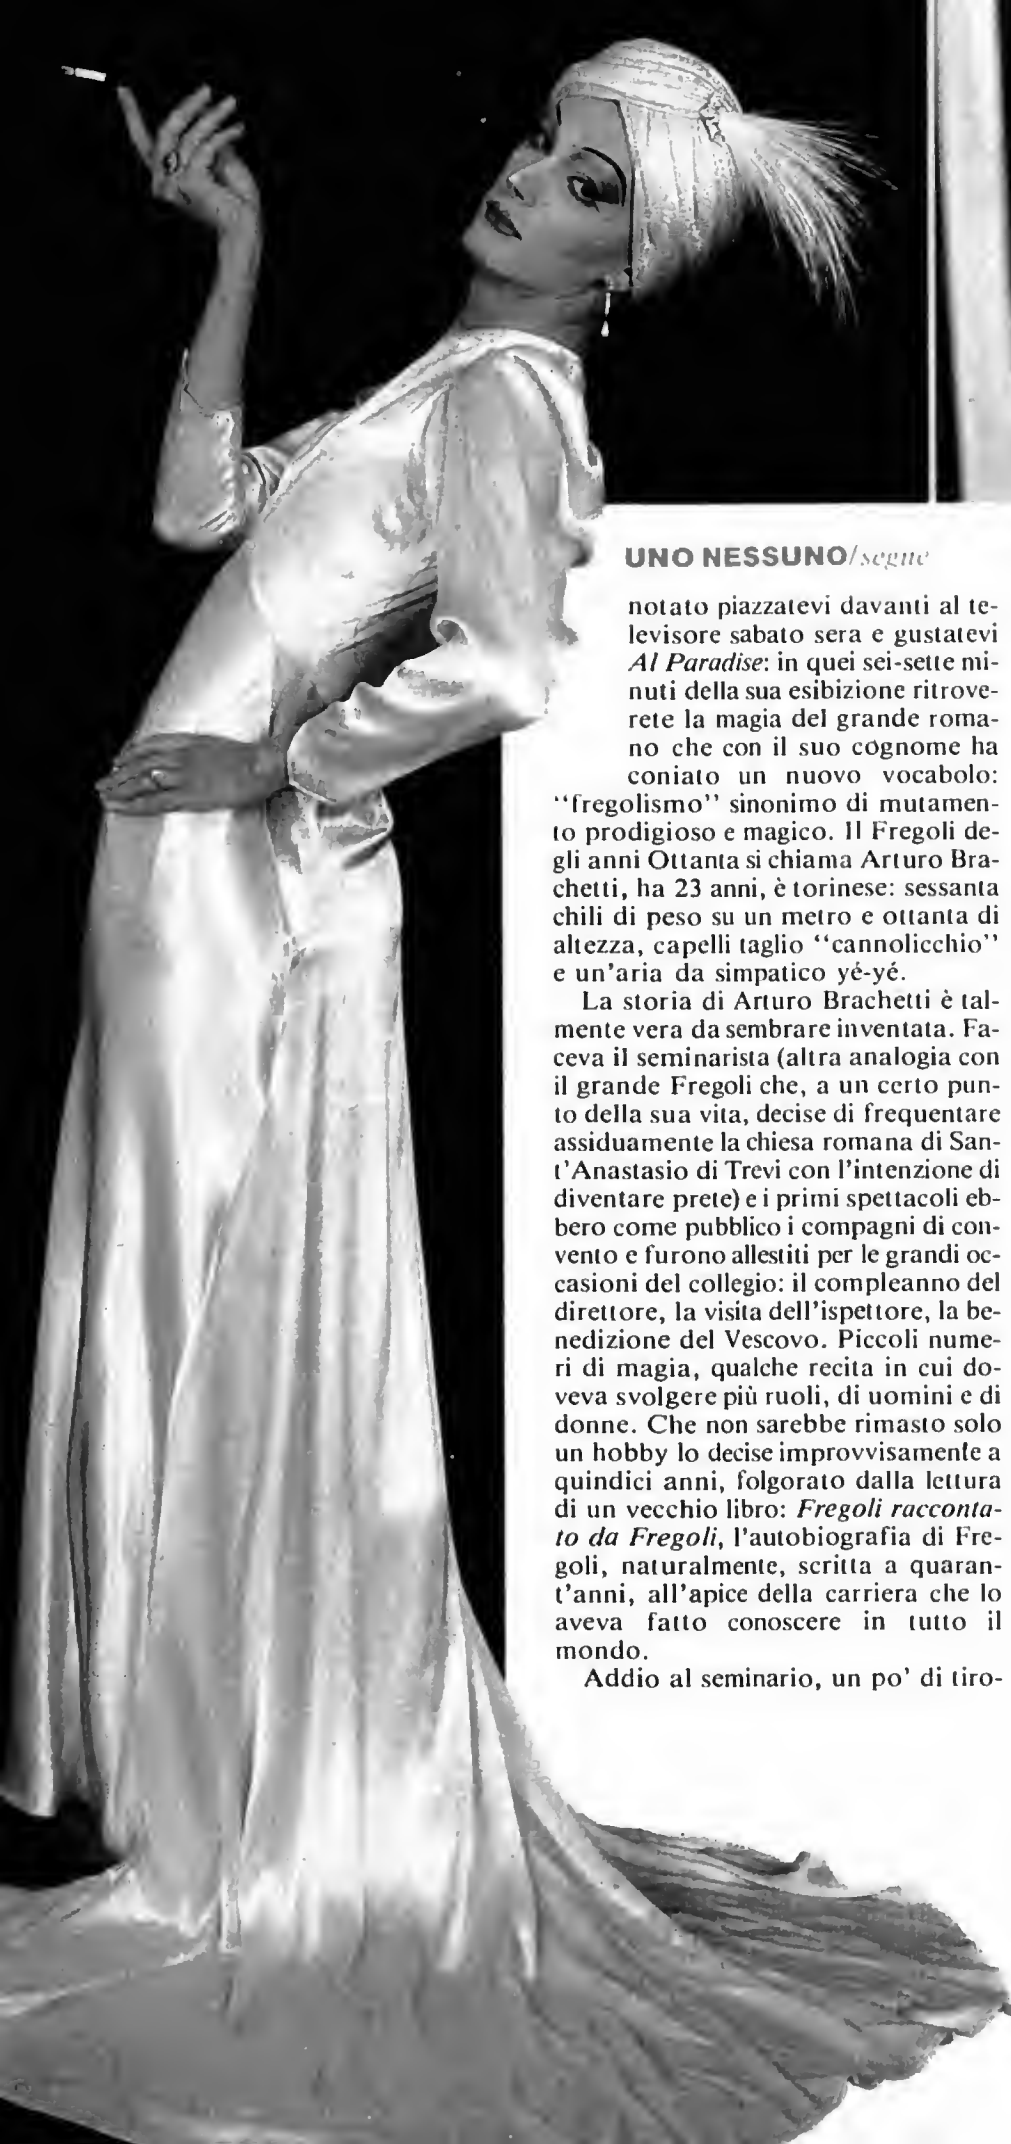 UNO NESSUNO/segue
notato piazzatevi davanti al te-
levisore sabato sera e gustatevi
Al Paradise: in quei sei-sette mi-
nuti della sua esibizione ritrove-
rete la magia del grande roma-
no che con il suo cognome ha
coniato un nuovo vocabolo:
"fregolismo" sinonimo di mutamen-
to prodigioso e magico. Il Fregoli de-
gli anni Ottanta si chiama Arturo Bra-
chetti, ha 23 anni, è torinese: sessanta
chili di peso su un metro e ottanta di
altezza, capelli taglio "cannolicchio"
e un'aria da simpatico yé-yé.
La storia di Arturo Brachetti è tal-
mente vera da sembrare inventata. Fa-
ceva il seminarista (altra analogia con
il grande Fregoli che, a un certo pun-
to della sua vita, decise di frequentare
assiduamente la chiesa romana di San-
t'Anastasio di Trevi con l'intenzione di
diventare prete) e i primi spettacoli eb-
bero come pubblico i compagni di con-
vento e furono allestiti per le grandi oc-
casioni del collegio: il compleanno del
direttore, la visita dell'ispettore, la be-
nedizione del Vescovo. Piccoli nume-
ri di magia, qualche recita in cui do-
veva svolgere più ruoli, di uomini e di
donne. Che non sarebbe rimasto solo
un hobby lo decise improvvisamente a
quindici anni, folgorato dalla lettura
di un vecchio libro: Fregoli racconta-
to da Fregoli, l'autobiografia di Fre-
goli, naturalmente, scritta a quaran-
t'anni, all'apice della carriera che lo
aveva fatto conoscere in tutto il
mondo.
Addio al seminario, un po' di tiro-